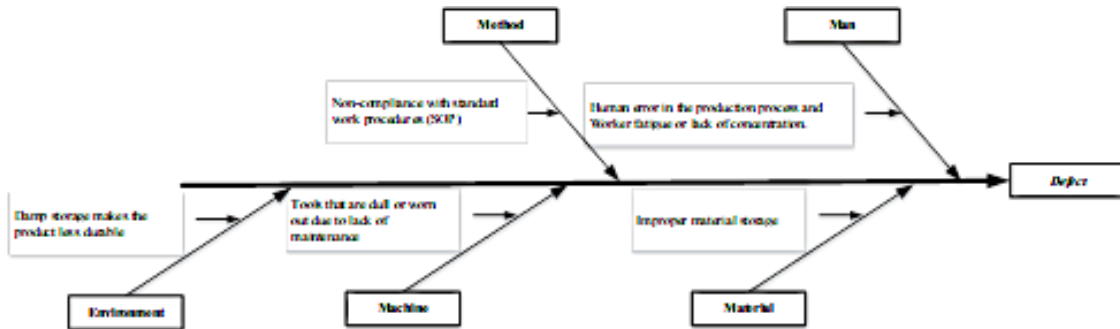 Method
Man
Non-compliance with standard
work procedures (SOP)
Human error in the production process and
Worker fatigue or lack of concentration.
Defect
Damp storage makes the
product less durable
Tools that are dull or worn
out due to lack of
maintenance
Improper material storage
Environment
Machine
Material